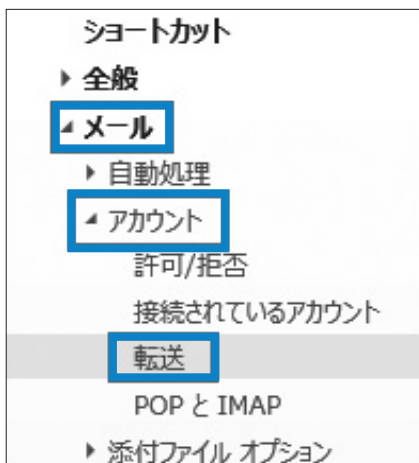 ショートカット
全般
メール
自動処理
アカウント
許可/拒否
接続されているアカウント
転送
POP と IMAP
添付ファイル オプション